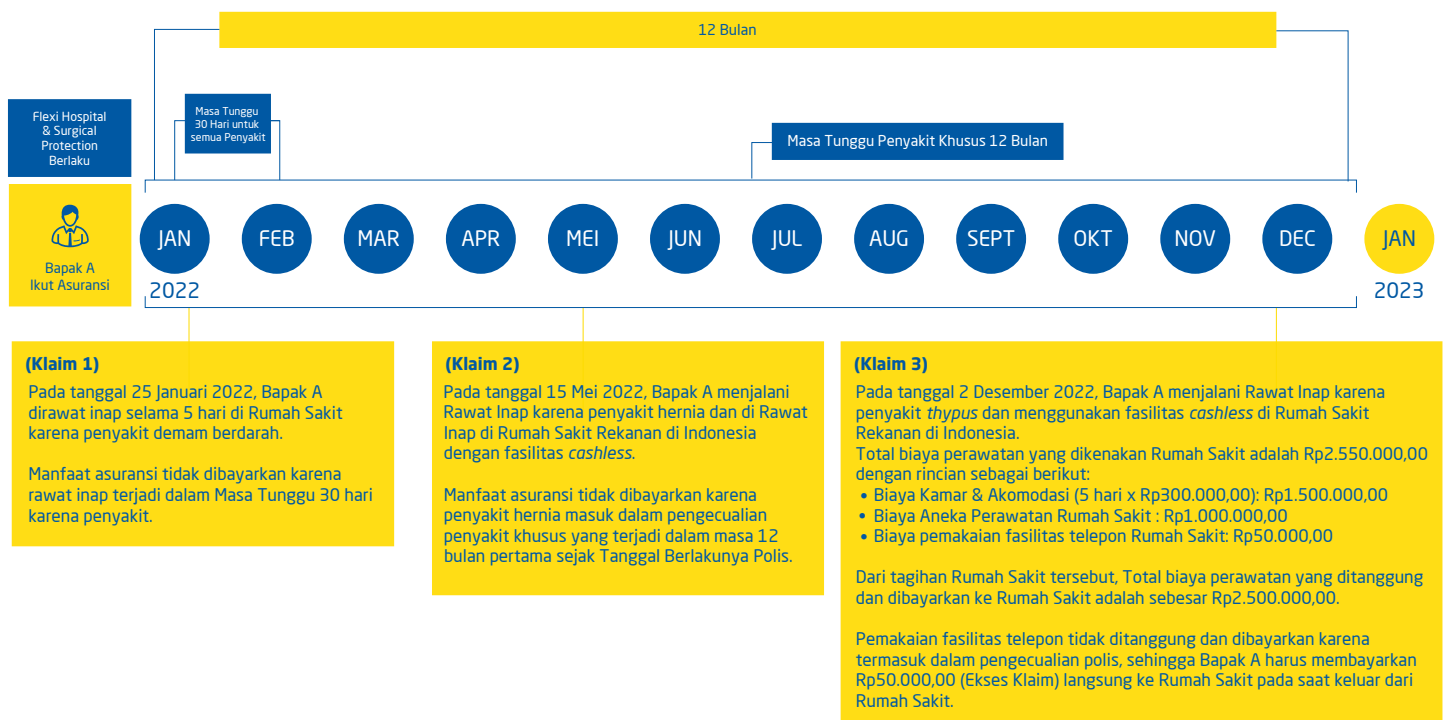 12 Bulan
Flexi Hospital
& Surgical
Protection
Berlaku
Masa Tunggu
30 Hari untuk
semua Penyakit
Masa Tunggu Penyakit Khusus 12 Bulan
Bapak A
Ikut Asuransi
JAN
FEB
MAR
APR
MEI
JUN
JUL
AUG
SEPT
OKT
NOV
DEC
JAN
2022
2023
(Klaim 1)
Pada tanggal 25 Januari 2022, Bapak A
dirawat inap selama 5 hari di Rumah Sakit
karena penyakit demam berdarah.
Manfaat asuransi tidak dibayarkan karena
rawat inap terjadi dalam Masa Tunggu 30 hari
karena penyakit.
(Klaim 2)
Pada tanggal 15 Mei 2022, Bapak A menjalani
Rawat Inap karena penyakit hernia dan di Rawat
Inap di Rumah Sakit Rekanan di Indonesia
dengan fasilitas cashless.
Manfaat asuransi tidak dibayarkan karena
penyakit hernia masuk dalam pengecualian
penyakit khusus yang terjadi dalam masa 12
bulan pertama sejak Tanggal Berlakunya Polis.
(Klaim 3)
Pada tanggal 2 Desember 2022, Bapak A menjalani Rawat Inap karena
penyakit thypus dan menggunakan fasilitas cashless di Rumah Sakit
Rekanan di Indonesia.
Total biaya perawatan yang dikenakan Rumah Sakit adalah Rp2.550.000,00
dengan rincian sebagai berikut:
• Biaya Kamar & Akomodasi (5 hari x Rp300.000,00): Rp1.500.000,00
• Biaya Aneka Perawatan Rumah Sakit : Rp1.000.000,00
• Biaya pemakaian fasilitas telepon Rumah Sakit: Rp50.000,00
Dari tagihan Rumah Sakit tersebut, Total biaya perawatan yang ditanggung
dan dibayarkan ke Rumah Sakit adalah sebesar Rp2.500.000,00.
Pemakaian fasilitas telepon tidak ditanggung dan dibayarkan karena
termasuk dalam pengecualian polis, sehingga Bapak A harus membayarkan
Rp50.000,00 (Ekses Klaim) langsung ke Rumah Sakit pada saat keluar dari
Rumah Sakit.